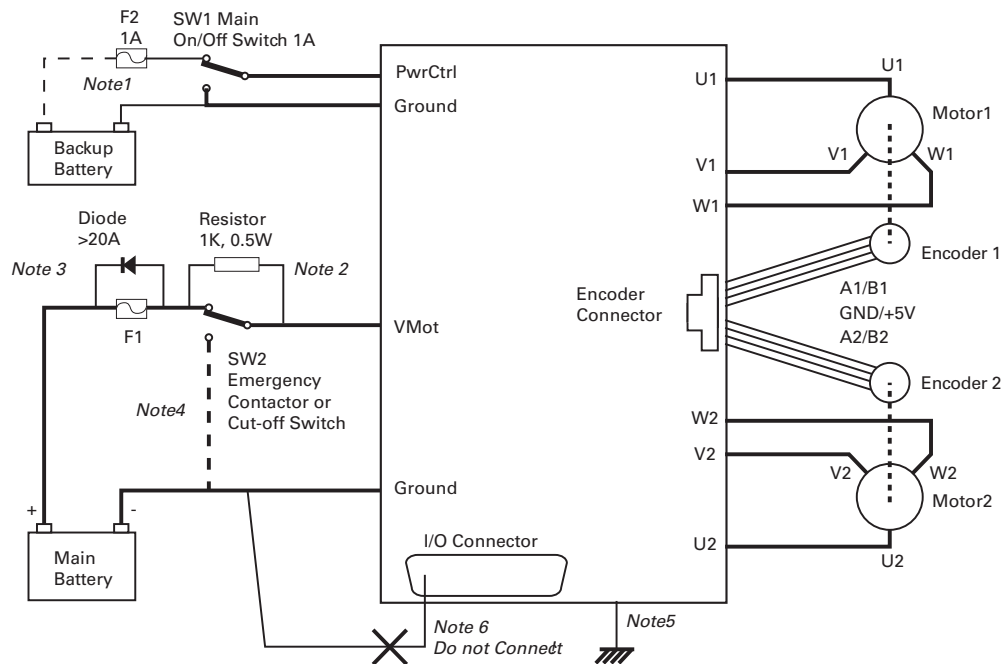 F2
1A
SW1 Main
On/Off Switch 1A
Note1
Backup
Battery
PwrCtrl
Ground
Diode
>20A
Resistor
1K, 0.5W
Note 3
Note 2
F1
VMot
SW2
Emergency
Contactor or
Cut-off Switch
Note4
Ground
+
-
Main
Battery
I/O Connector
Note 6
Do not Connect
Note5
Encoder
Connector
U1
V1
W1
U1
Motor1
V1
W1
Encoder 1
A1/B1
GND/+5V
A2/B2
Encoder 2
W2
V2
U2
V2
W2
Motor2
U2